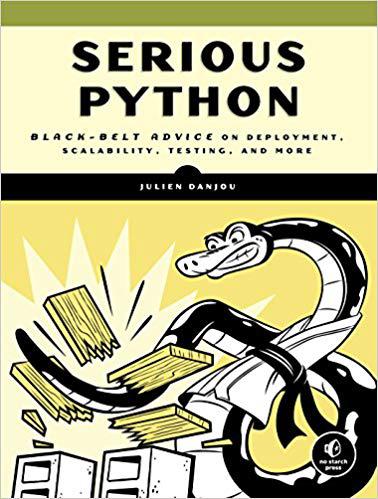 SERIOUS
PYTHON
BLACK-BELT ADVICE ON DEPLOYMENT,
SCALABILITY, TESTING, AND MORE
JULIEN DANJOU
no starch
press